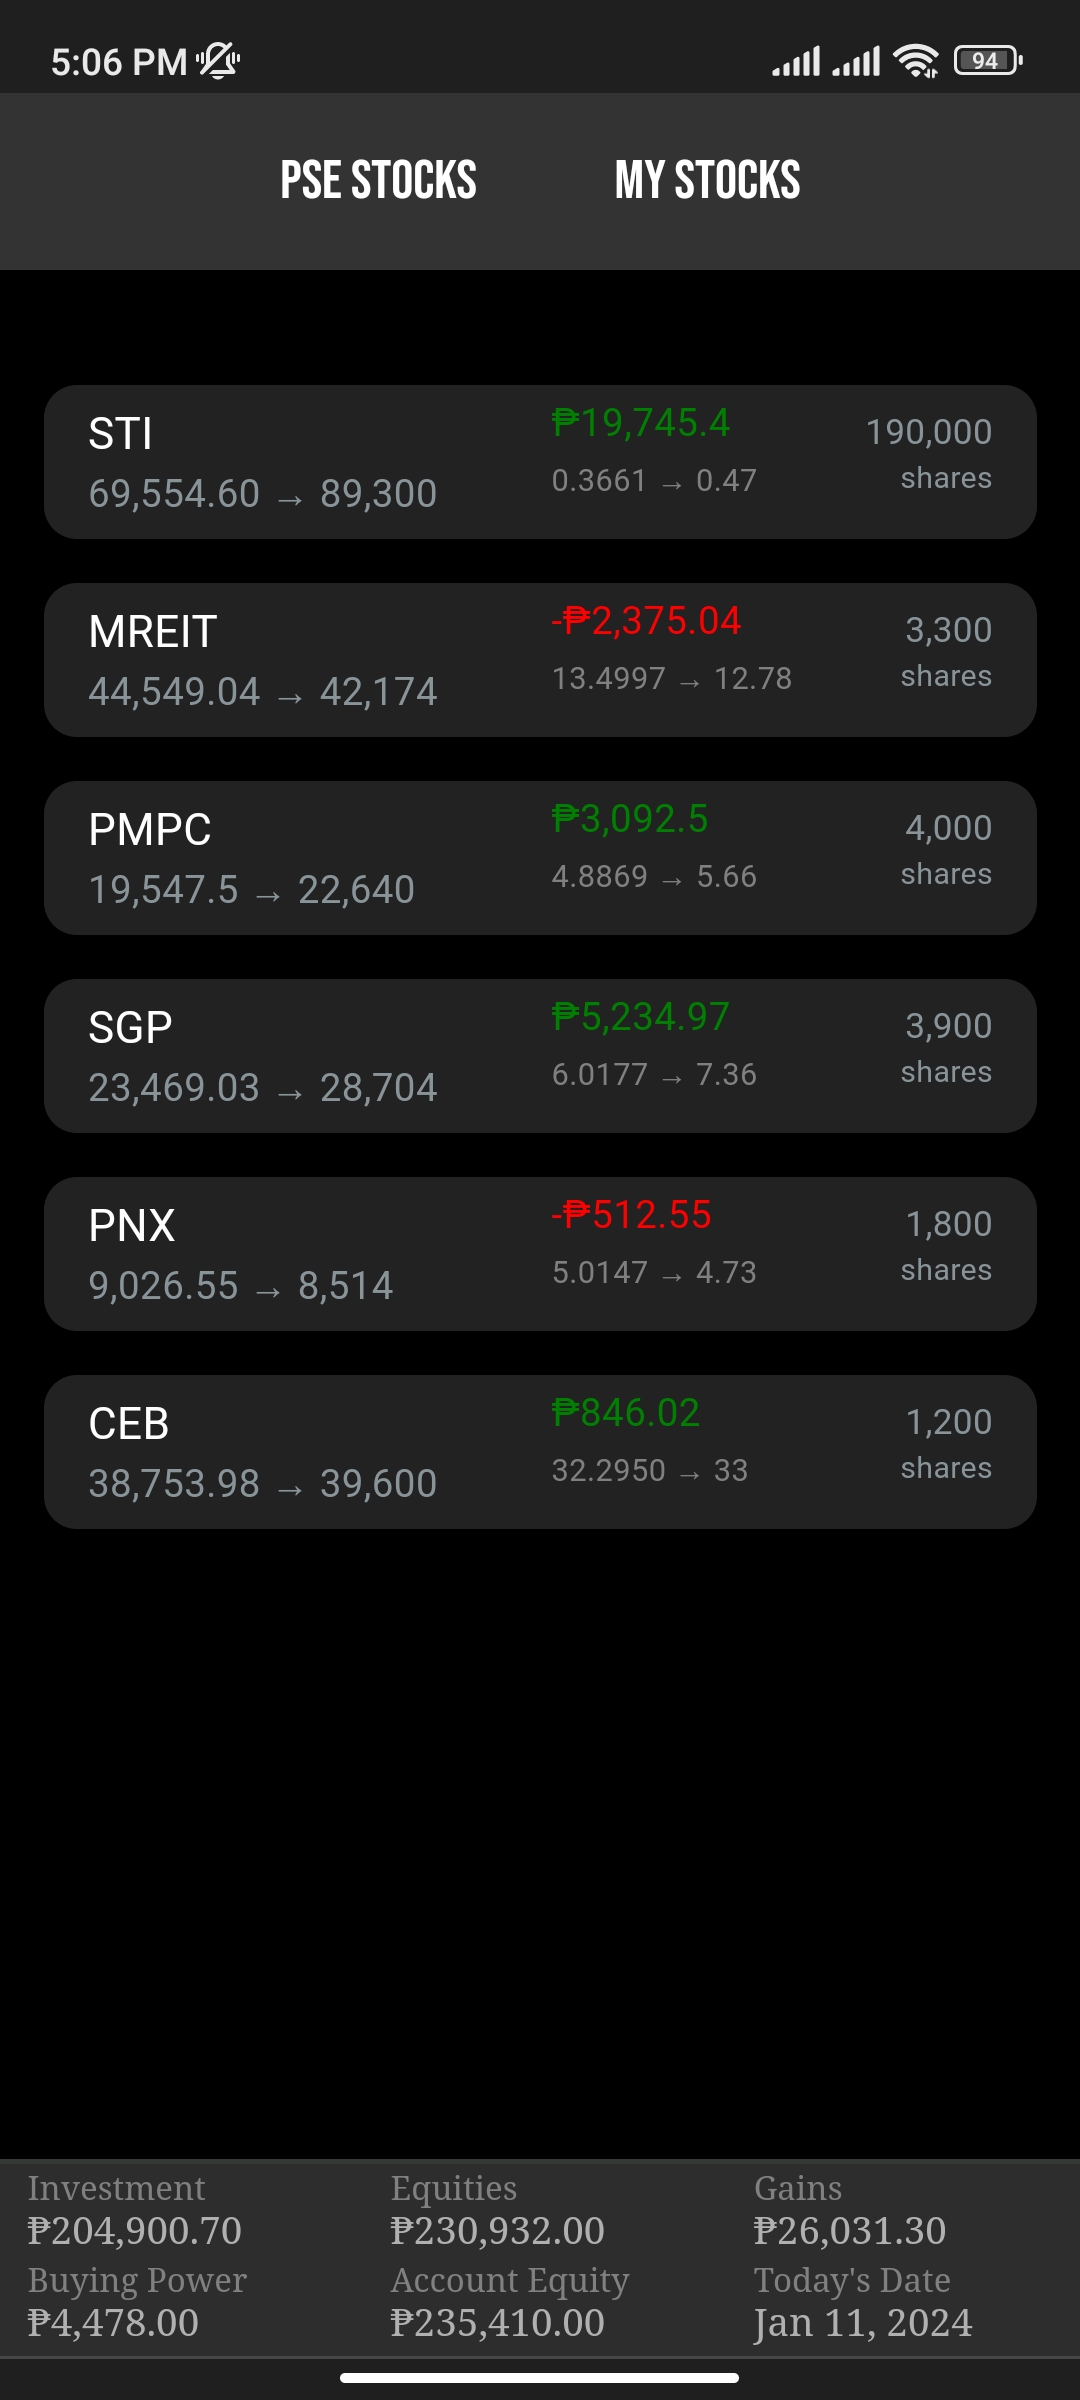 5:06 PM
94
PSE STOCKS MY STOCKS
STI
69,554.60 → 89,300
₱19,745.4
0.3661 → 0.47
190,000
shares
MREIT
44,549.04 → 42,174
-₱2,375.04
13.4997 → 12.78
3,300
shares
PMPC
19,547.5 → 22,640
₱3,092.5
4.8869 → 5.66
4,000
shares
SGP
23,469.03 → 28,704
₱5,234.97
6.0177 → 7.36
3,900
shares
PNX
9,026.55 → 8,514
-₱512.55
5.0147 → 4.73
1,800
shares
CEB
38,753.98 → 39,600
₱846.02
32.2950 → 33
1,200
shares
Investment
₱204,900.70
Equities
₱230,932.00
Gains
₱26,031.30
Buying Power
₱4,478.00
Account Equity
₱235,410.00
Today's Date
Jan 11, 2024